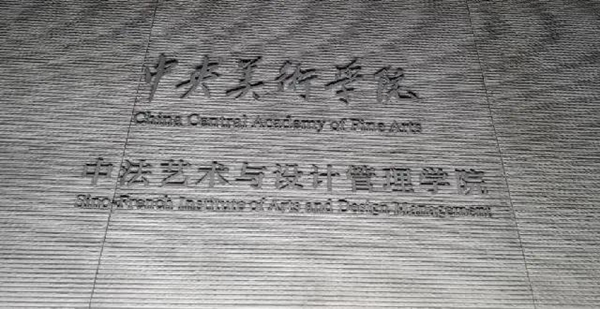 中央美術学院
China Central Academy of Fine Arts
中法艺术与设计管理学院
Sino-French Institute of Arts and Design Management